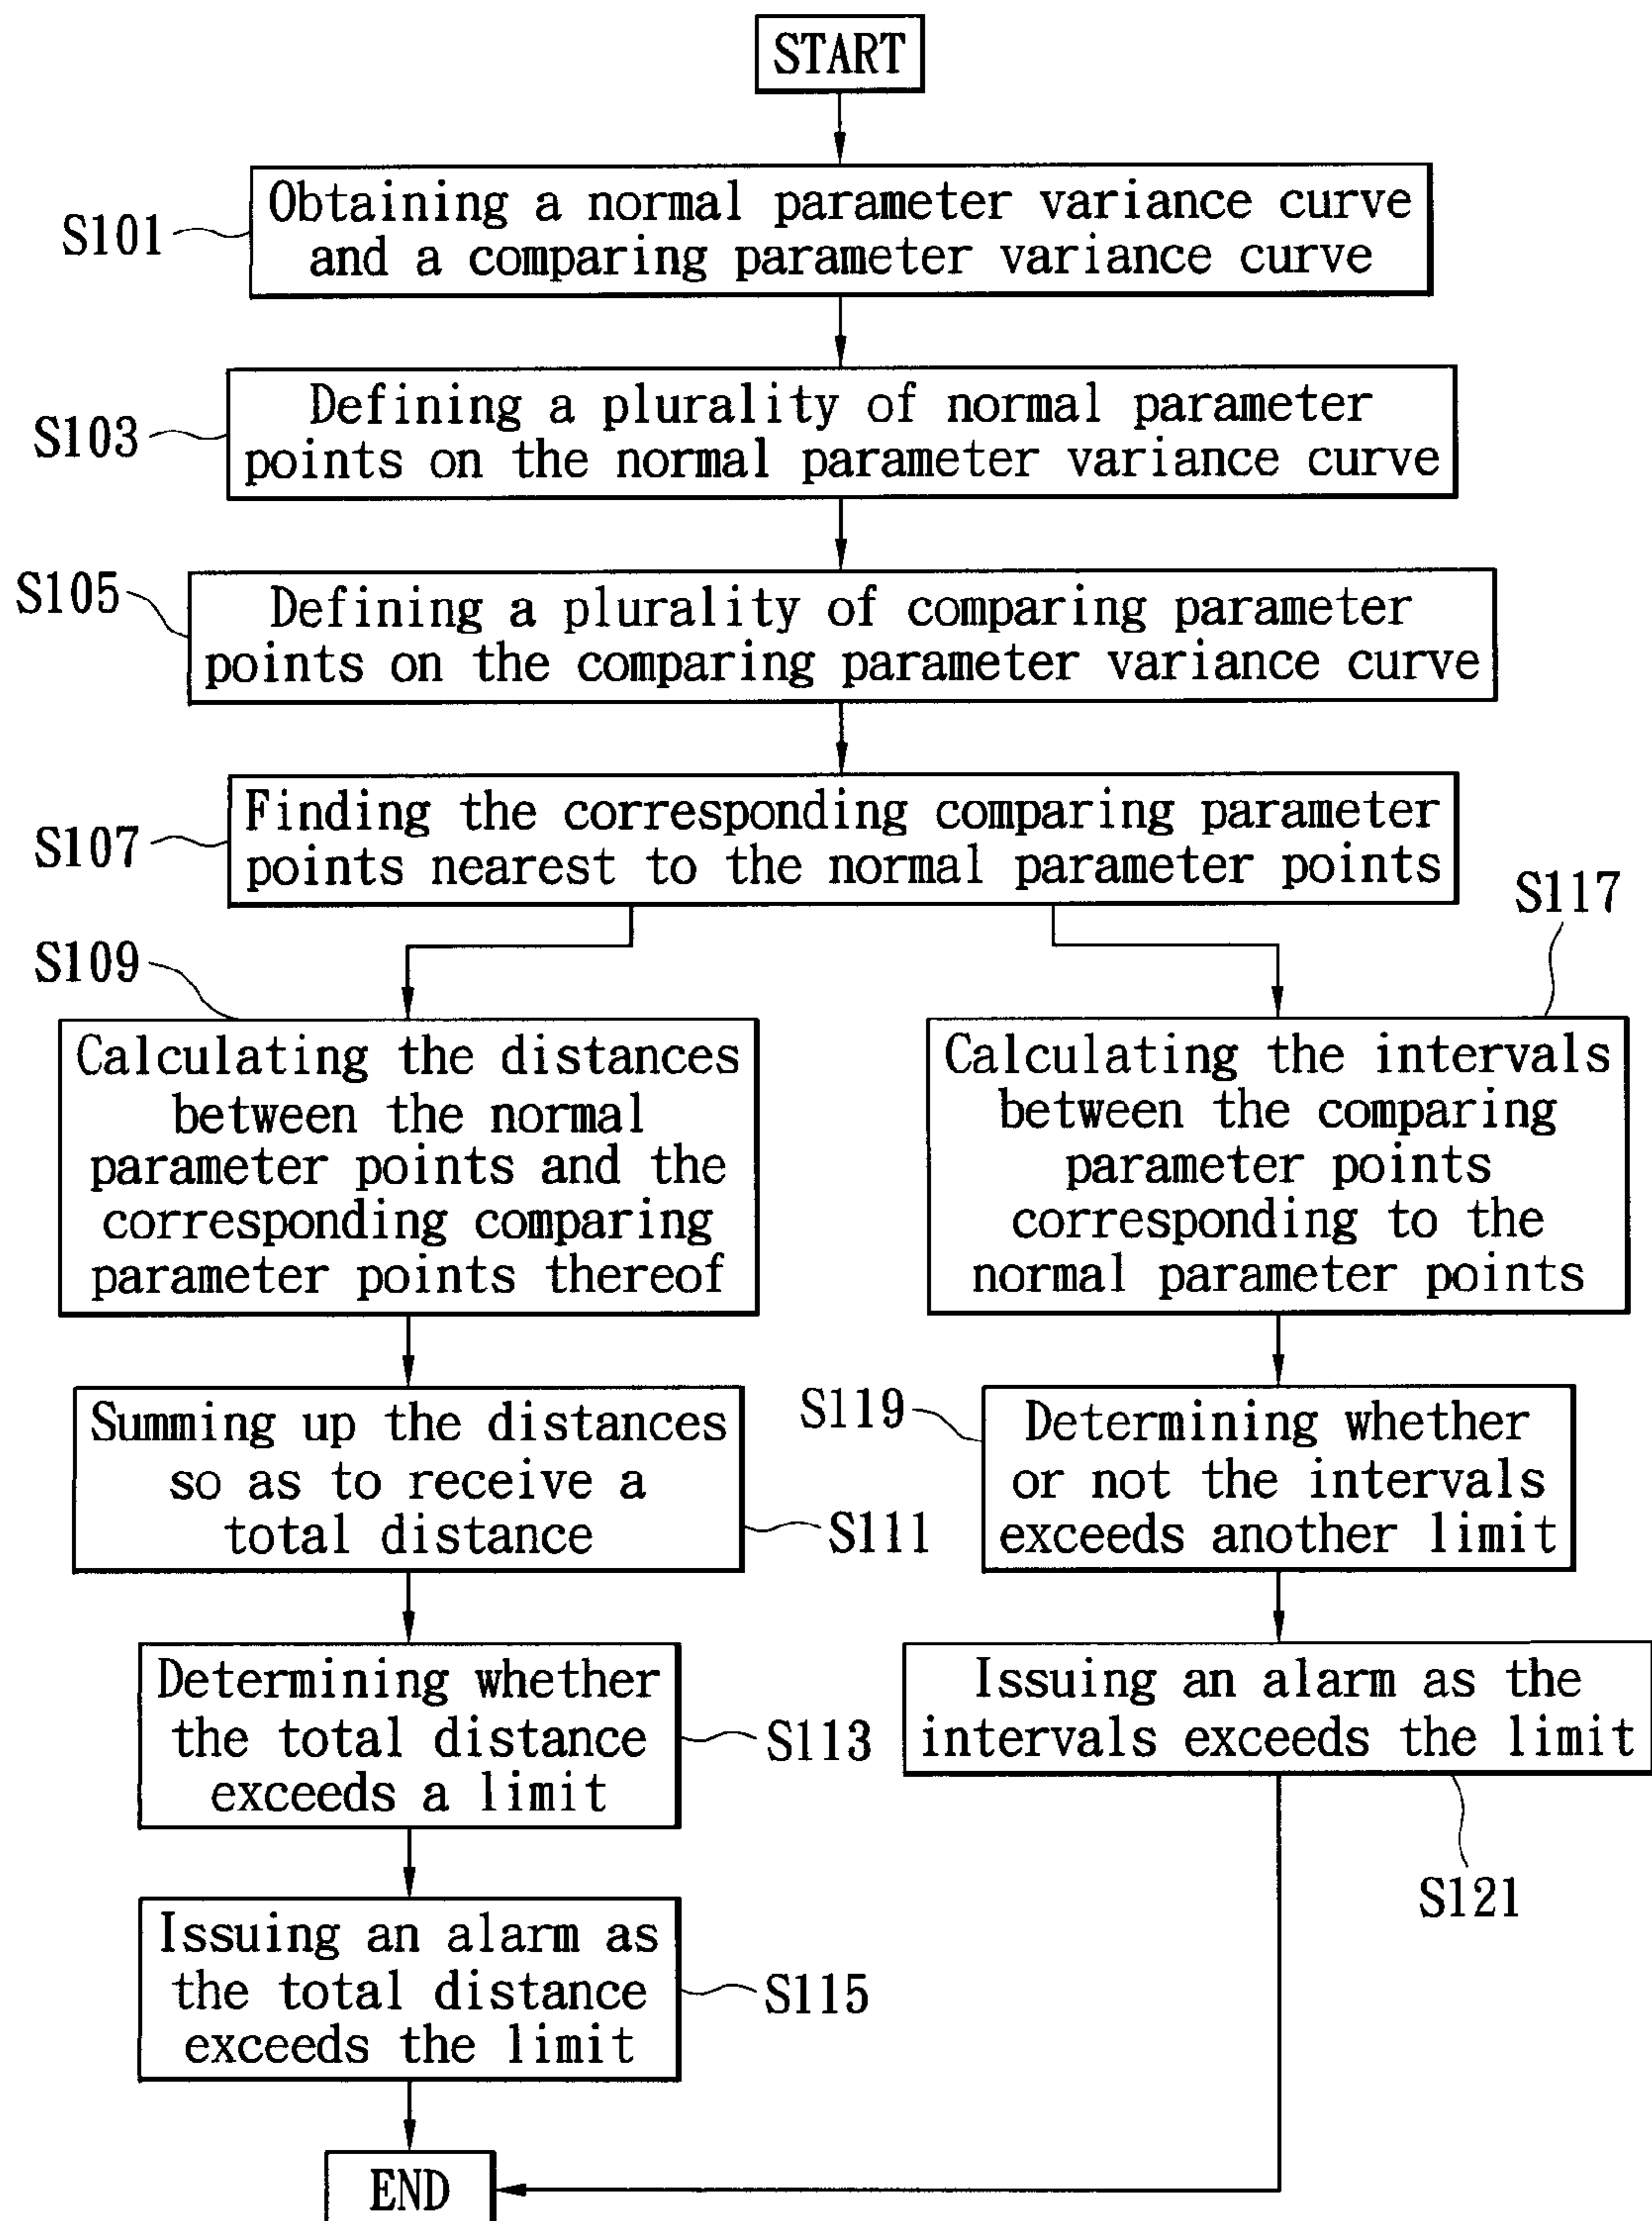 START
S101
Obtaining a normal parameter variance curve
and a comparing parameter variance curve
S103
Defining a plurality of normal parameter
points on the normal parameter variance curve
S105
Defining a plurality of comparing parameter
points on the comparing parameter variance curve
S107
Finding the corresponding comparing parameter
points nearest to the normal parameter points
S109
Calculating the distances
between the normal
parameter points and the
corresponding comparing
parameter points thereof
Summing up the distances
so as to receive a
total distance
S111
Determining whether
the total distance
exceeds a limit
S113
Issuing an alarm as
the total distance
exceeds the limit
S115
S117
Calculating the intervals
between the comparing
parameter points
corresponding to the
normal parameter points
S119
Determining whether
or not the intervals
exceeds another limit
Issuing an alarm as the
intervals exceeds the limit
S121
END